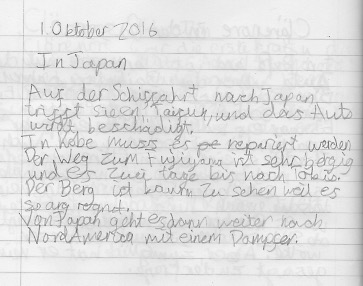 1. Oktober 2016
In Japan
Auf der Schiffahrt nach Japan
trifft sie ein Taifun, und das Auto
wird beschädigt.
In Kobe muss es repariert werden
Der Weg zum Fujiyama ist sehr bergig
und es Zwei tage bis nach Tokio.
Der Berg ist kaum zu sehen weil es
so arg regnet.
Von Japan geht es dann weiter nach
NordAmerica mit einem Dampfer.